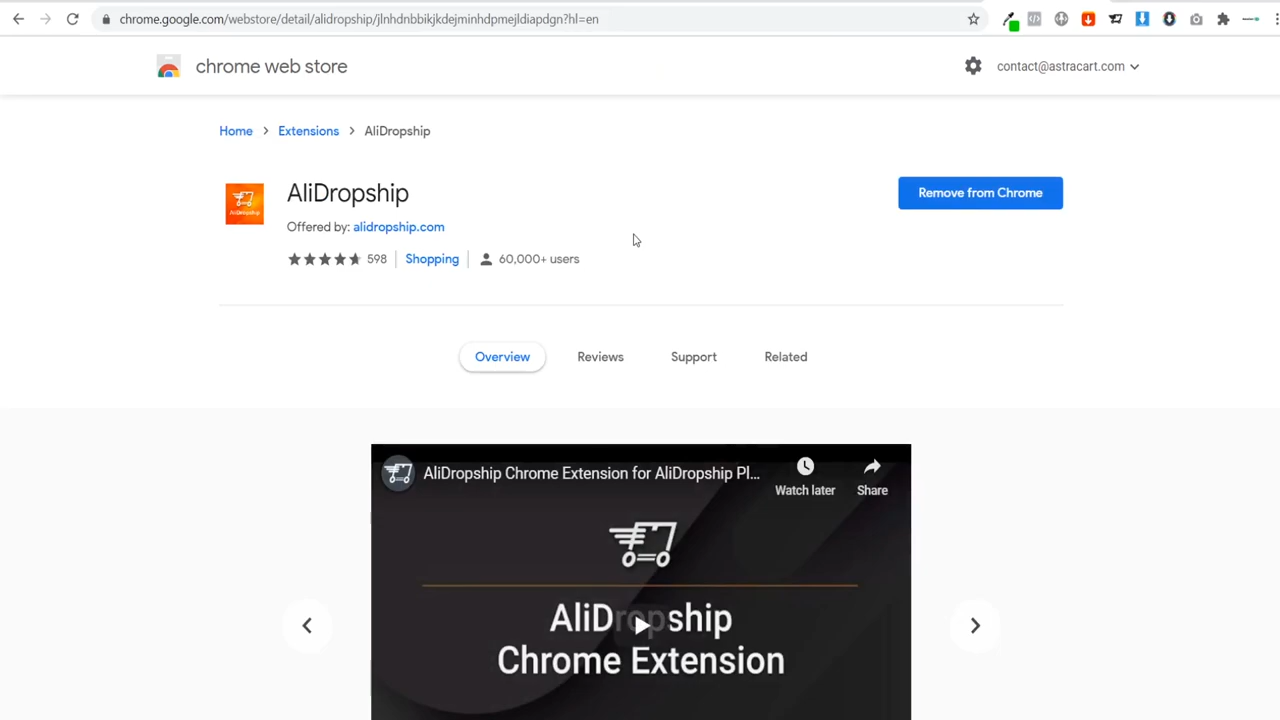 chrome.google.com/webstore/detail/alidropship/jlnhdnbbikjkdejminhdpmejldiapdgn?hl=en
chrome web store
contact@astracart.com
Home > Extensions > AliDropship
AliDropship
Remove from Chrome
AliDropship
Offered by: alidropship.com
598 Shopping 60,000+ users
Overview Reviews Support Related
AliDropship Chrome Extension for AliDropship Pl...
Watch later Share
AliDropship
Chrome Extension